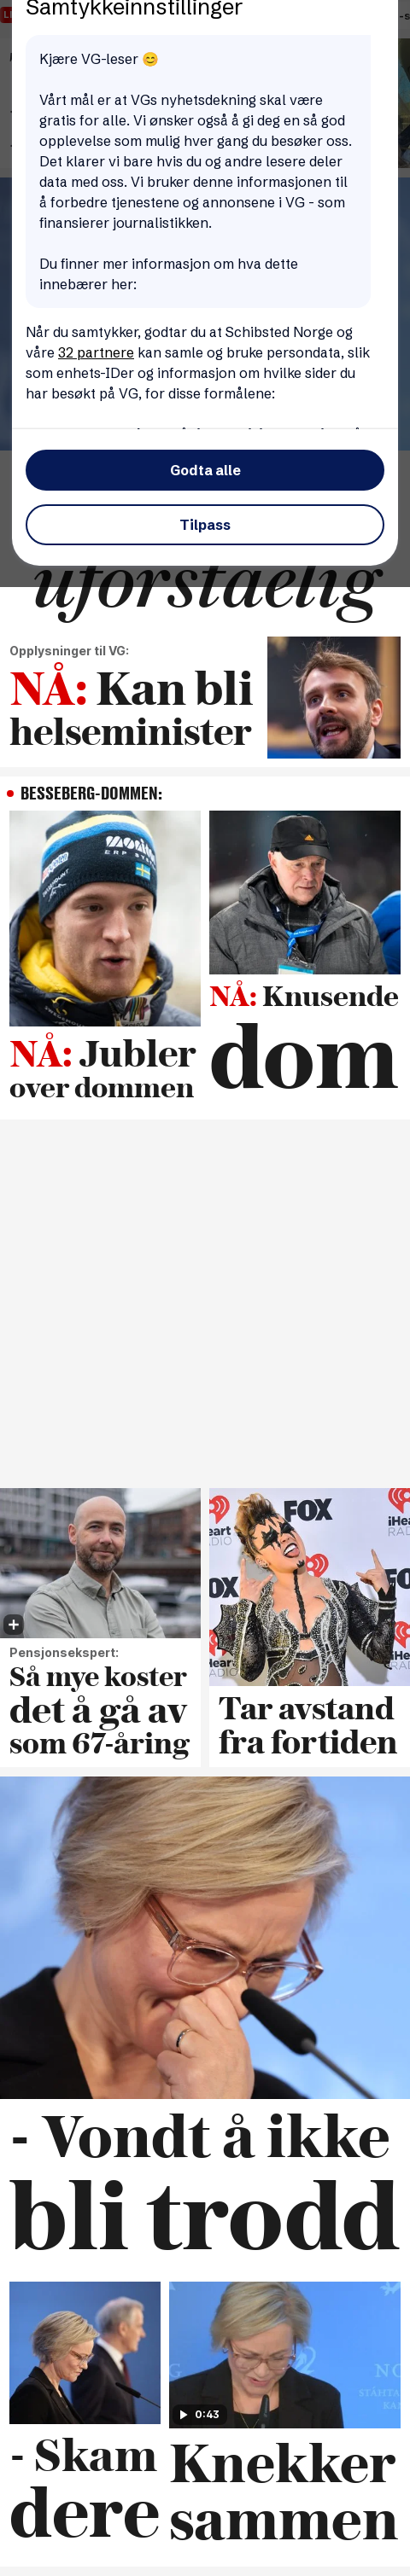 Samtykkeinnstillinger
Kjære VG-leser 😊
Vårt mål er at VGs nyhetsdekning skal være
gratis for alle. Vi ønsker også å gi deg en så god
opplevelse som mulig hver gang du besøker oss.
Det klarer vi bare hvis du og andre lesere deler
data med oss. Vi bruker denne informasjonen til
å forbedre tjenestene og annonsene i VG - som
finansierer journalistikken.
Du finner mer informasjon om hva dette
innebærer her:
Når du samtykker, godtar du at Schibsted Norge og
våre 32 partnere kan samle og bruke persondata, slik
som enhets-IDer og informasjon om hvilke sider du
har besøkt på VG, for disse formålene:
Godta alle
Tilpass
uforståelig
Opplysninger til VG:
NÅ: Kan bli
helseminister
BESSEBERG-DOMMEN:
NÅ: Jubler
over dommen
NÅ: Knusende
dom
FOX
iHeart
RADIO
Pensjonsekspert:
Så mye koster
det å gå av
som 67-åring
Tar avstand
fra fortiden
- Vondt å ikke
bli trodd
0:43
- Skam
dere
Knekker
sammen